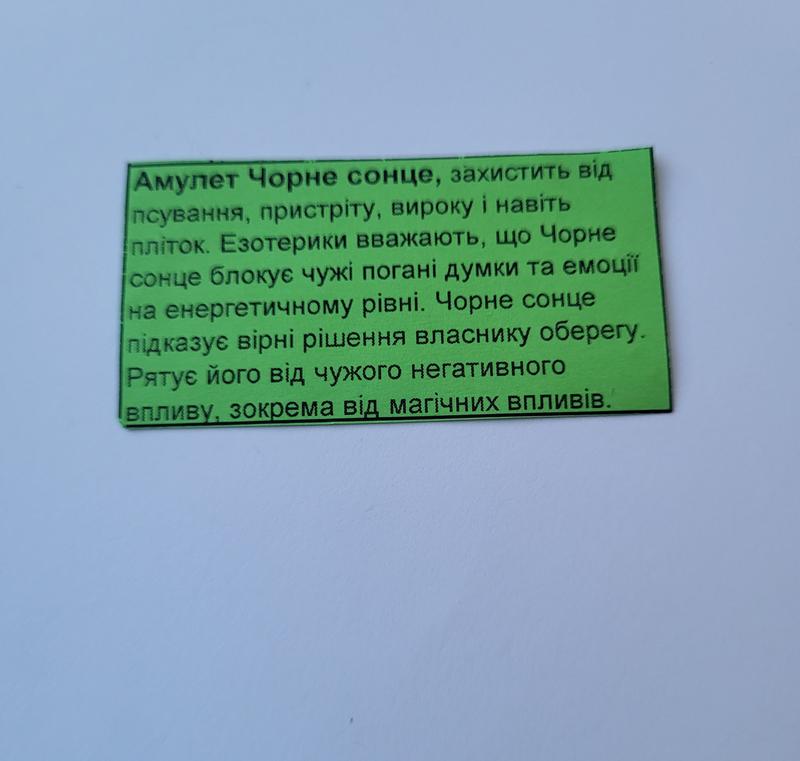 Амулет Чорне сонце, захистить від
псування, пристріту, вироку і навіть
пліток. Езотерики вважають, що Чорне
сонце блокує чужі погані думки та емоції
на енергетичному рівні. Чорне сонце
підказує вірні рішення власнику оберегу.
Рятує його від чужого негативного
впливу, зокрема від магічних впливів.